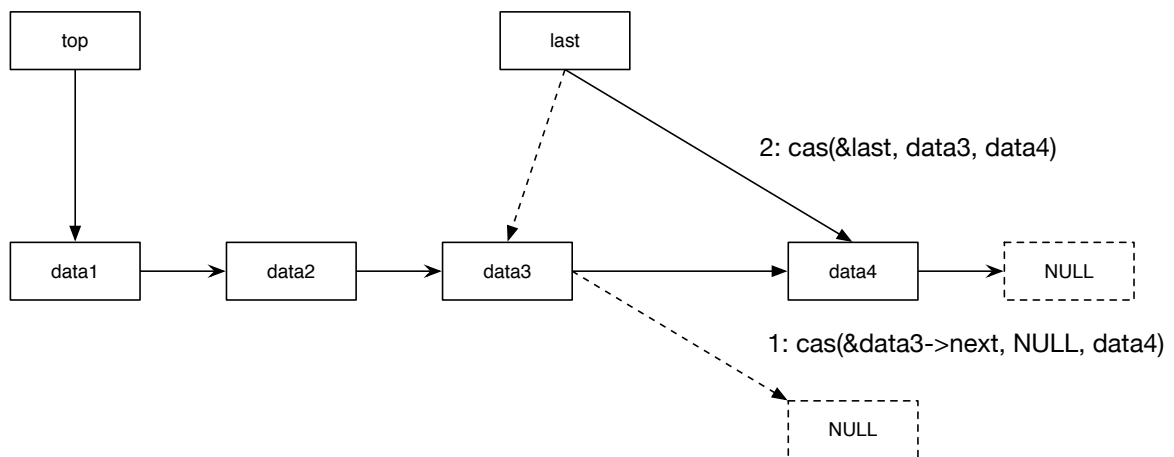 top
last
2: cas(&last, data3, data4)
data1
data2
data3
data4
NULL
1: cas(&data3->next, NULL, data4)
NULL